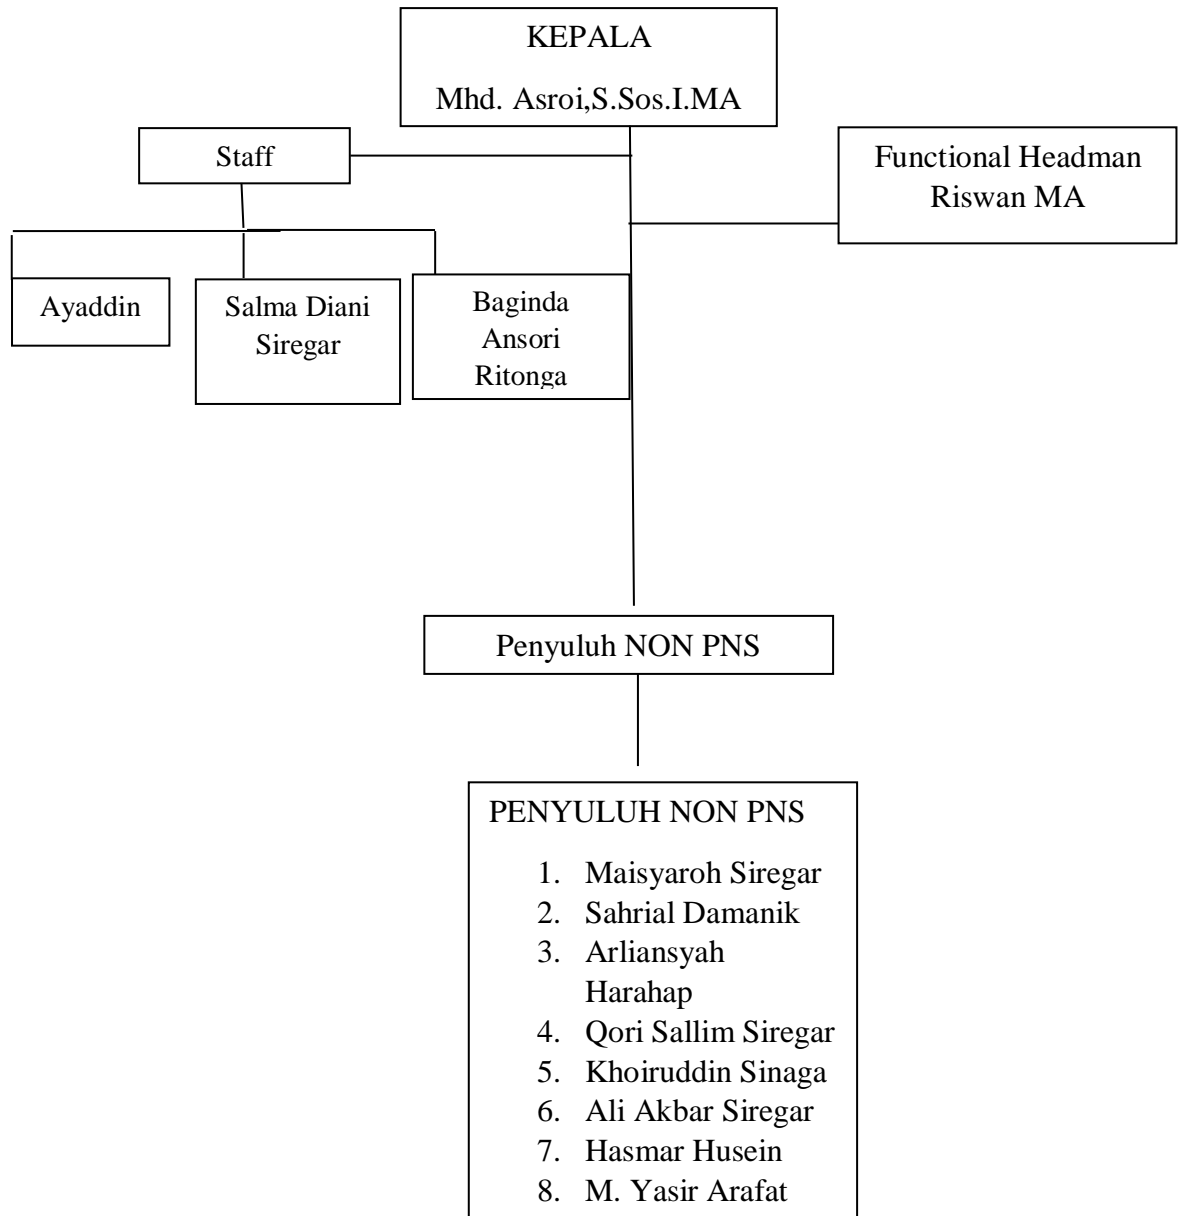 KEPALA
Mhd. Asroi,S.Sos.I.MA
Staff
Functional Headman
Riswan MA
Ayaddin
Salma Diani
Siregar
Baginda
Ansori
Ritonga
Penyuluh NON PNS
PENYULUH NON PNS
1. Maisyaroh Siregar
2. Sahrial Damanik
3. Arliansyah
Harahap
4. Qori Sallim Siregar
5. Khoiruddin Sinaga
6. Ali Akbar Siregar
7. Hasmar Husein
8. M. Yasir Arafat